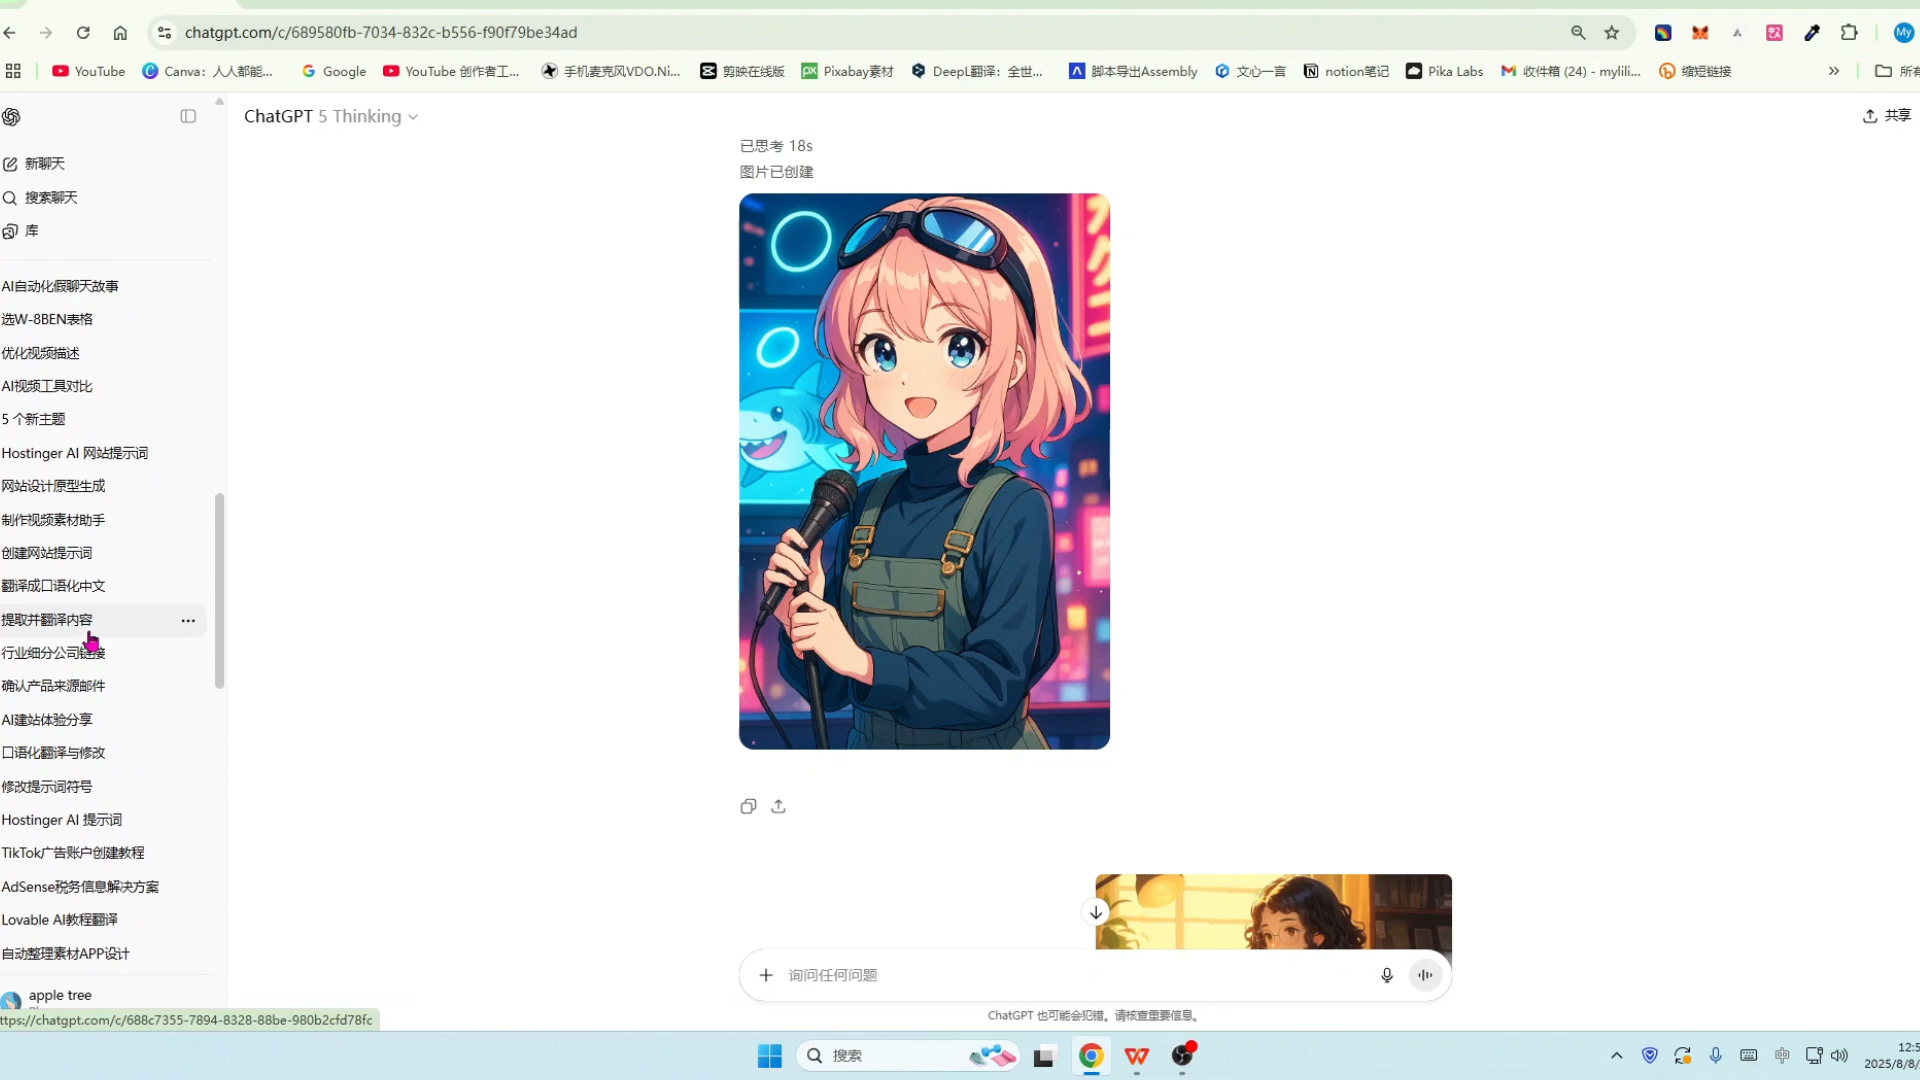 chatgpt.com/c/689580fb-7034-832c-b556-f90f79be34ad
My
YouTube
Canva：人人都能...
Google
YouTube 创作者工...
手机麦克风VDO.Ni...
剪映在线版
Pixabay素材
DeepL翻译：全世...
脚本导出Assembly
文心一言
notion笔记
Pika Labs
收件箱 (24) - mylili...
缩短链接
»
所有
ChatGPT 5 Thinking
共享
新聊天
搜索聊天
库
AI自动化假聊天故事
选W-8BEN表格
优化视频描述
AI视频工具对比
5 个新主题
Hostinger AI 网站提示词
网站设计原型生成
制作视频素材助手
创建网站提示词
翻译成口语化中文
提取并翻译内容
行业细分公司链接
确认产品来源邮件
AI建站体验分享
口语化翻译与修改
修改提示词符号
Hostinger AI 提示词
TikTok广告账户创建教程
AdSense税务信息解决方案
Lovable AI教程翻译
自动整理素材APP设计
apple tree
ttps://chatgpt.com/c/688c7355-7894-8328-88be-980b2cfd78fc
已思考 18s
图片已创建
询问任何问题
ChatGPT 也可能会犯错。请核查重要信息。
搜索
中
12:5
2025/8/8/